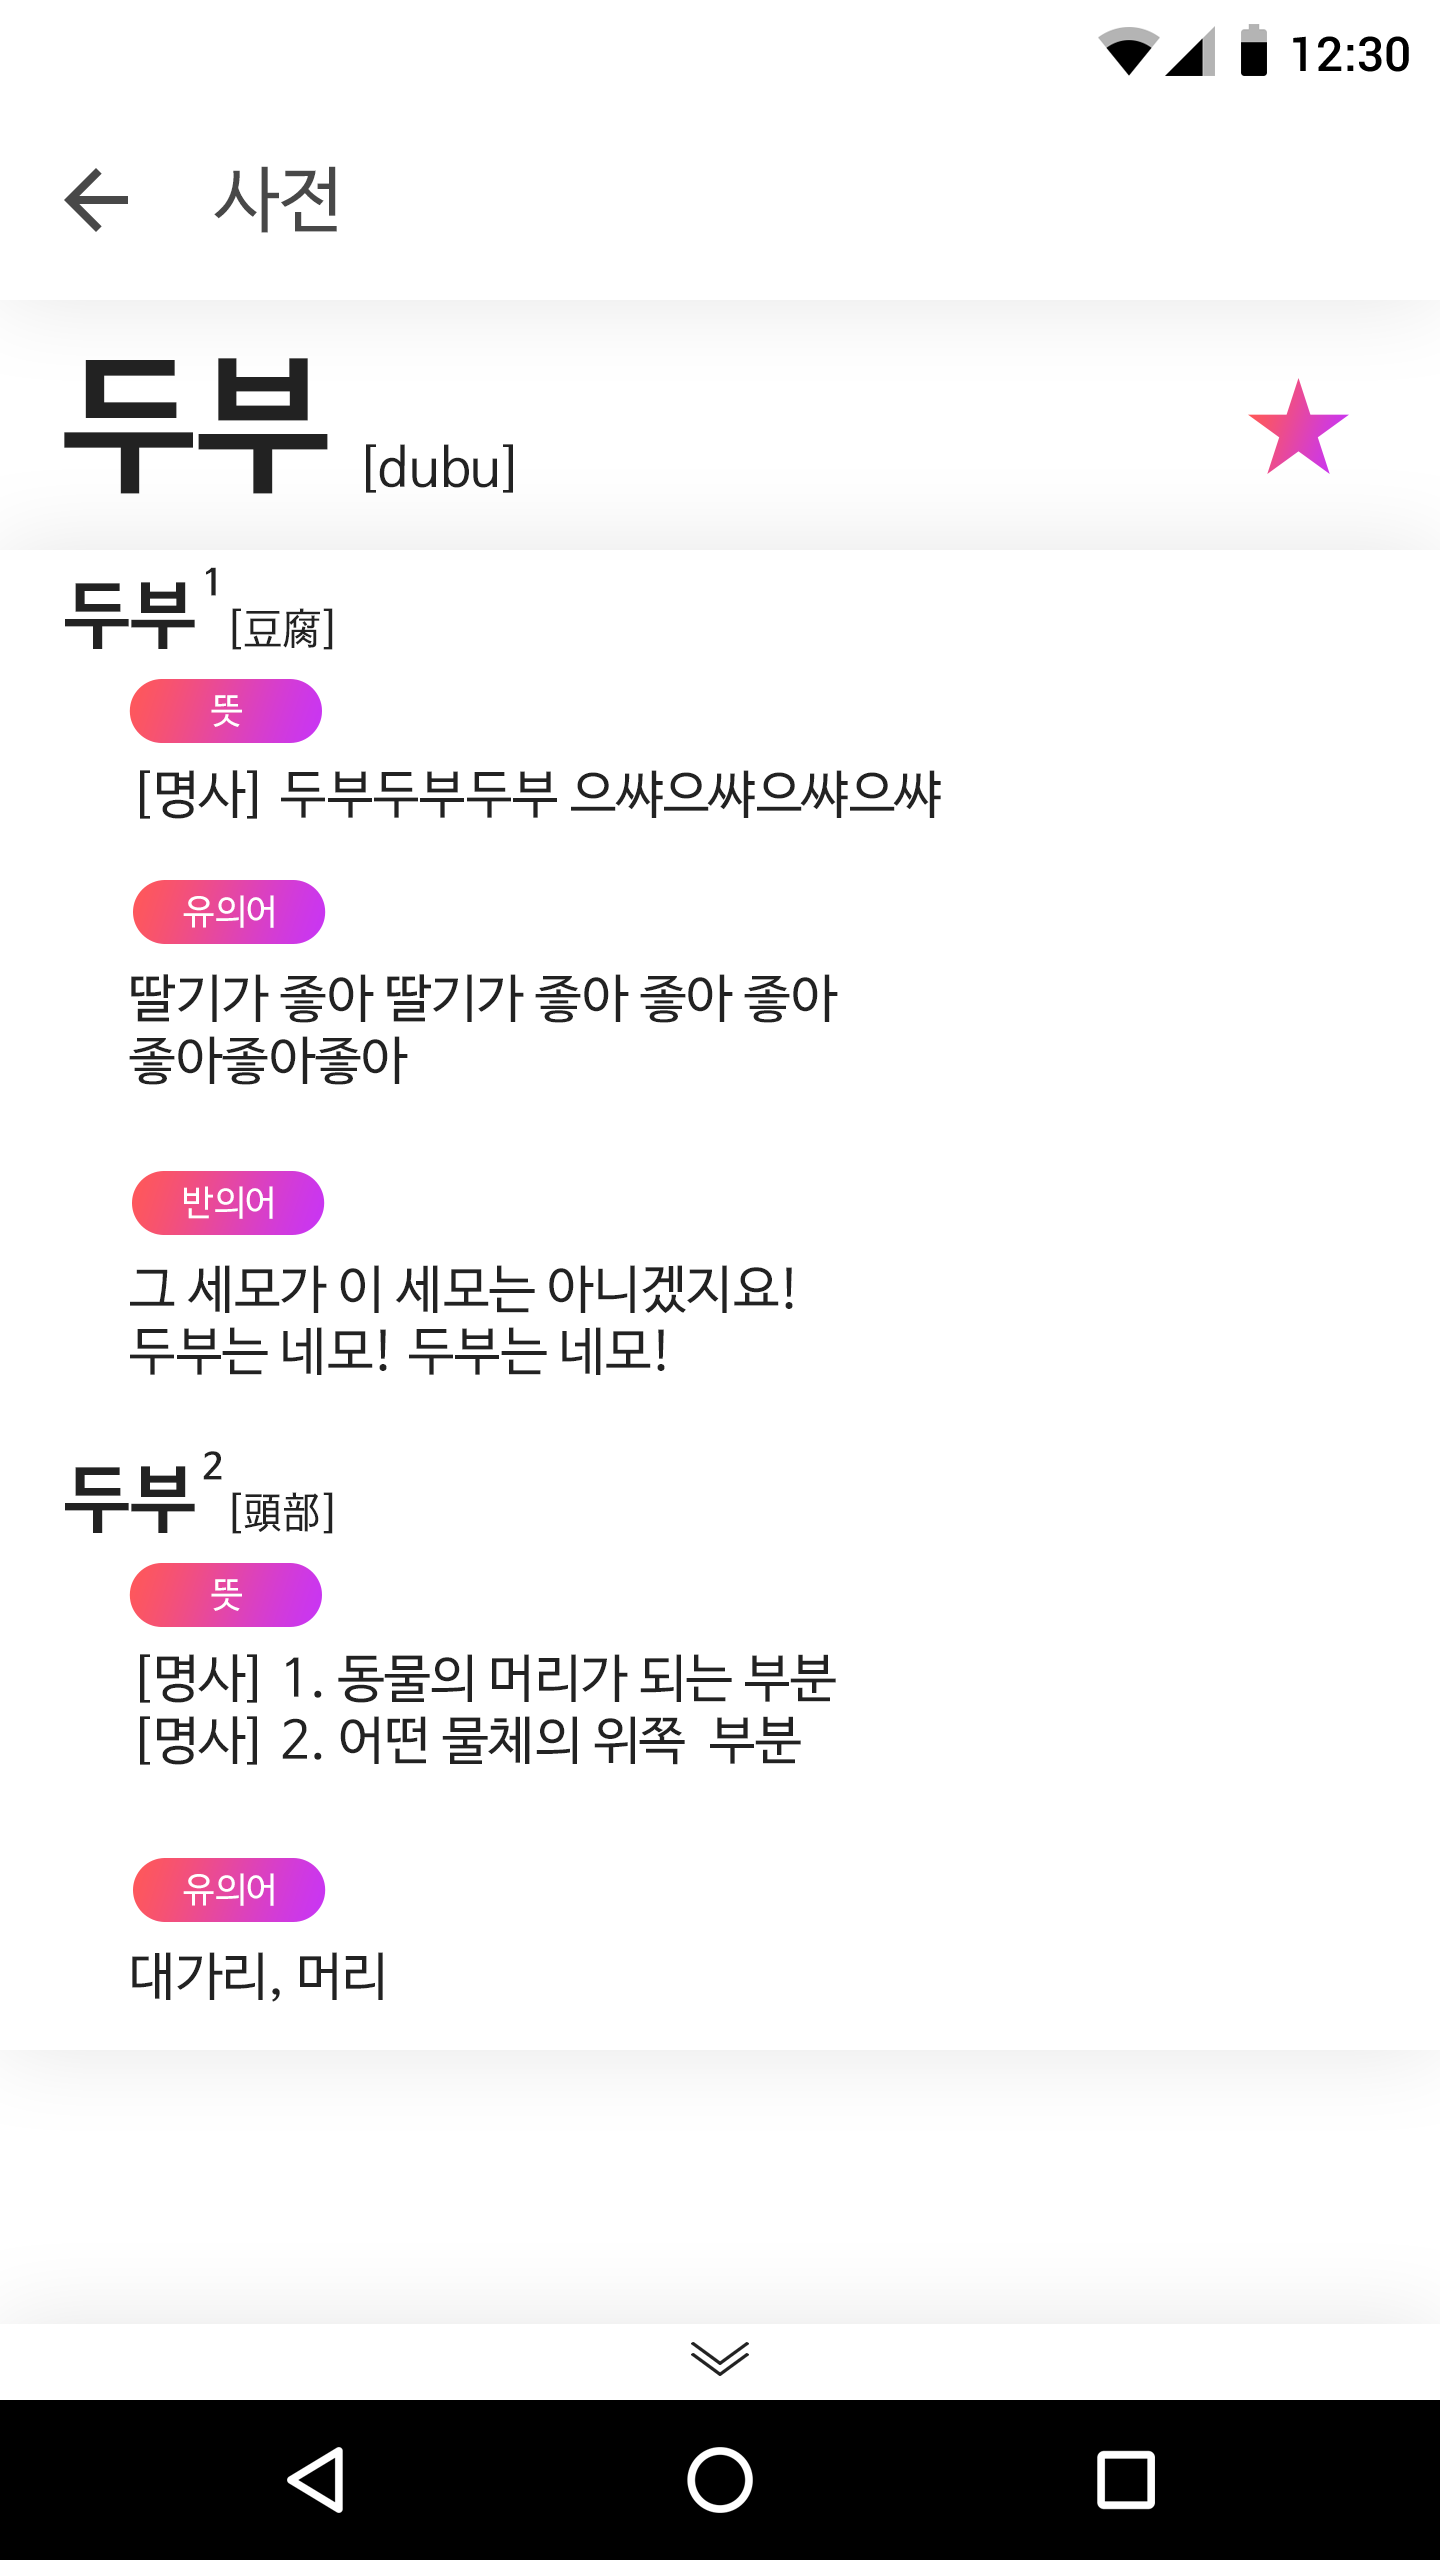 12:30
사전
두부 [dubu]
두부1 [豆腐]
뜻
[명사] 두부두부두부 으쌰으쌰으쌰으쌰
유의어
딸기가 좋아 딸기가 좋아 좋아 좋아
좋아좋아좋아
반의어
그 세모가 이 세모는 아니겠지요!
두부는 네모! 두부는 네모!
두부2 [頭部]
뜻
[명사] 1. 동물의 머리가 되는 부분
[명사] 2. 어떤 물체의 위쪽 부분
유의어
대가리, 머리